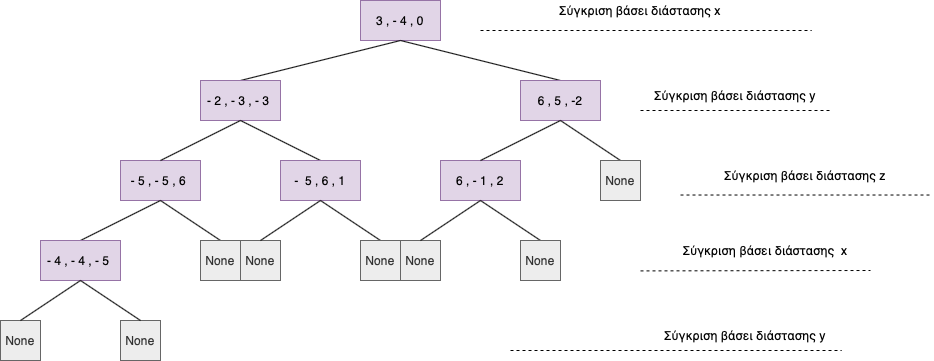 Σύγκριση βάσει διάστασης x
3 , - 4 , 0
Σύγκριση βάσει διάστασης y
- 2 , - 3 , - 3
6 , 5 , -2
Σύγκριση βάσει διάστασης z
- 5 , - 5 , 6
- 5 , 6 , 1
6 , - 1 , 2
None
Σύγκριση βάσει διάστασης x
- 4 , - 4 , - 5
None
None
None
None
None
Σύγκριση βάσει διάστασης y
None
None